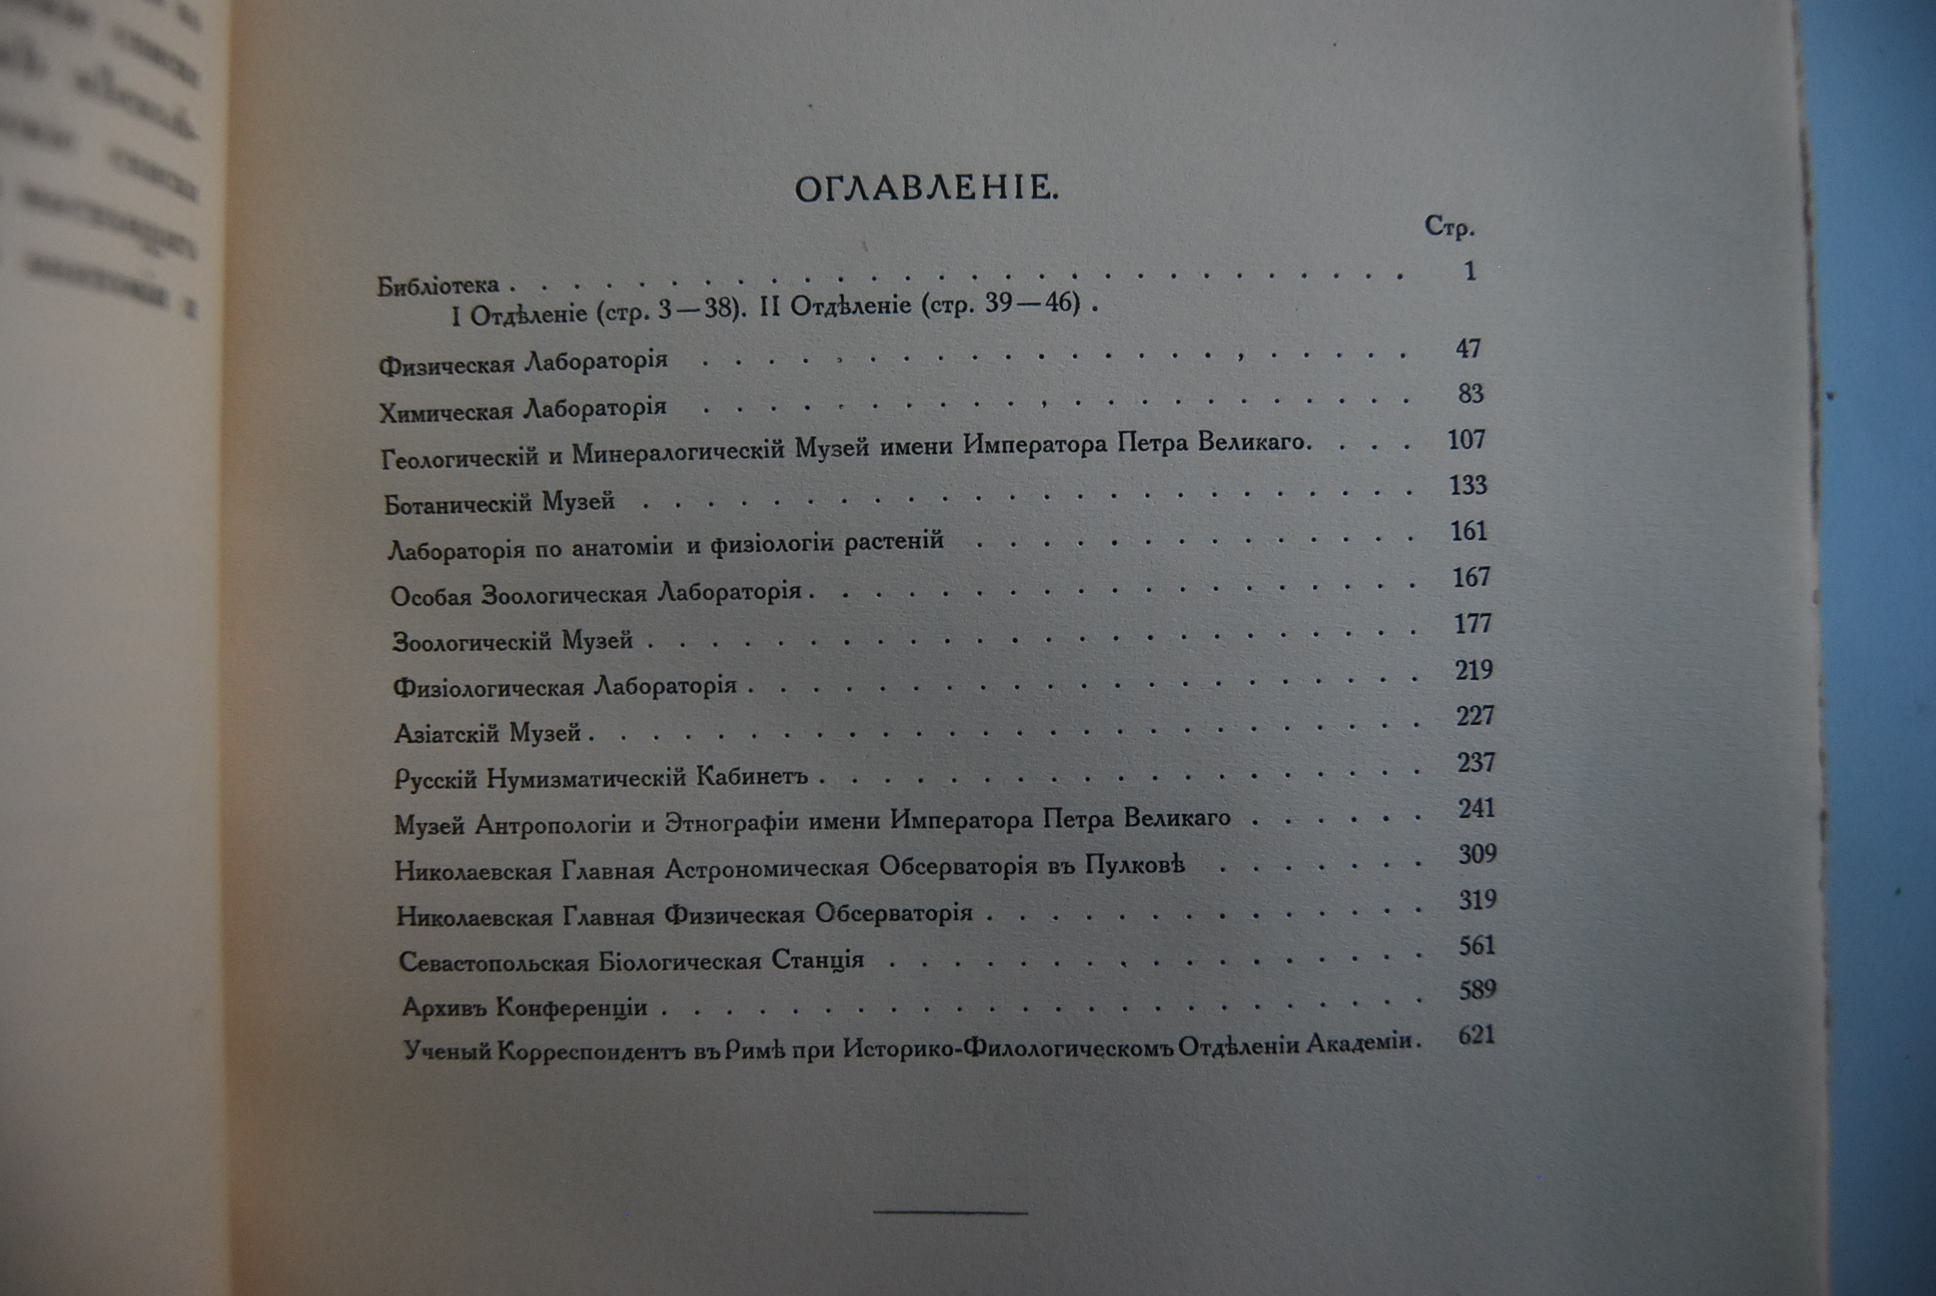 ОГЛАВЛЕНІЕ.
Стр.
Библіотека . . . . . . . . . . . . . . . . . . . . . . . . . . . . 1
I Отдѣленіе (стр. 3—38). II Отдѣленіе (стр. 39—46) .
Физическая Лабораторія . . . . . . . . . . . . . . . . . . . . . . 47
Химическая Лабораторія . . . . . . . . . . . . . . . . . . . . . . 83
Геологическій и Минералогическій Музей имени Императора Петра Великаго. . . . 107
Ботаническій Музей . . . . . . . . . . . . . . . . . . . . . . . . 133
Лабораторія по анатоміи и физіологіи растеній . . . . . . . . . . . . . . 161
Особая Зоологическая Лабораторія . . . . . . . . . . . . . . . . . . . 167
Зоологическій Музей . . . . . . . . . . . . . . . . . . . . . . . . 177
Физіологическая Лабораторія . . . . . . . . . . . . . . . . . . . . . 219
Азіатскій Музей . . . . . . . . . . . . . . . . . . . . . . . . . . 227
Русскій Нумизматическій Кабинетъ . . . . . . . . . . . . . . . . . . . 237
Музей Антропологіи и Этнографіи имени Императора Петра Великаго . . . . . . 241
Николаевская Главная Астрономическая Обсерваторія въ Пулковѣ . . . . . . . 309
Николаевская Главная Физическая Обсерваторія . . . . . . . . . . . . . . 319
Севастопольская Біологическая Станція . . . . . . . . . . . . . . . . . 561
Архивъ Конференціи . . . . . . . . . . . . . . . . . . . . . . . . 589
Ученый Корреспондентъ въ Римѣ при Историко-Филологическомъ Отдѣленіи Академіи . 621